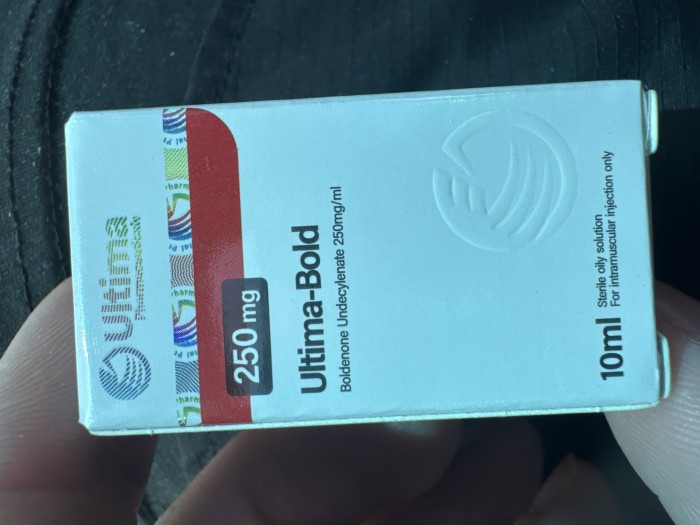 Ultima
Pharmaceuticals
250 mg
Ultima-Bold
Boldenone Undecylenate 250mg/ml
10ml
Sterile oily solution
For intramuscular injection only